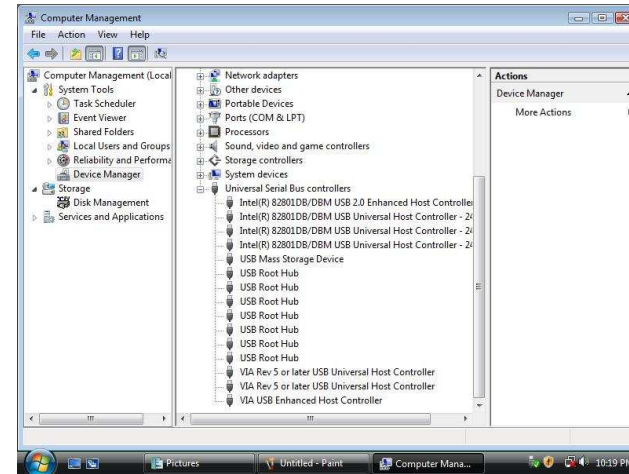 Computer Management
File Action View Help
Computer Management (Local
System Tools
Task Scheduler
Event Viewer
Shared Folders
Local Users and Groups
Reliability and Performa
Device Manager
Storage
Disk Management
Services and Applications
Network adapters
Other devices
Portable Devices
Ports (COM & LPT)
Processors
Sound, video and game controllers
Storage controllers
System devices
Universal Serial Bus controllers
Intel(R) 82801DB/DBM USB 2.0 Enhanced Host Controller
Intel(R) 82801DB/DBM USB Universal Host Controller - 24
Intel(R) 82801DB/DBM USB Universal Host Controller - 24
Intel(R) 82801DB/DBM USB Universal Host Controller - 24
USB Mass Storage Device
USB Root Hub
USB Root Hub
USB Root Hub
USB Root Hub
USB Root Hub
USB Root Hub
USB Root Hub
VIA Rev 5 or later USB Universal Host Controller
VIA Rev 5 or later USB Universal Host Controller
VIA USB Enhanced Host Controller
Actions
Device Manager
More Actions
Pictures
Untitled - Paint
Computer Mana...
10:19 PM